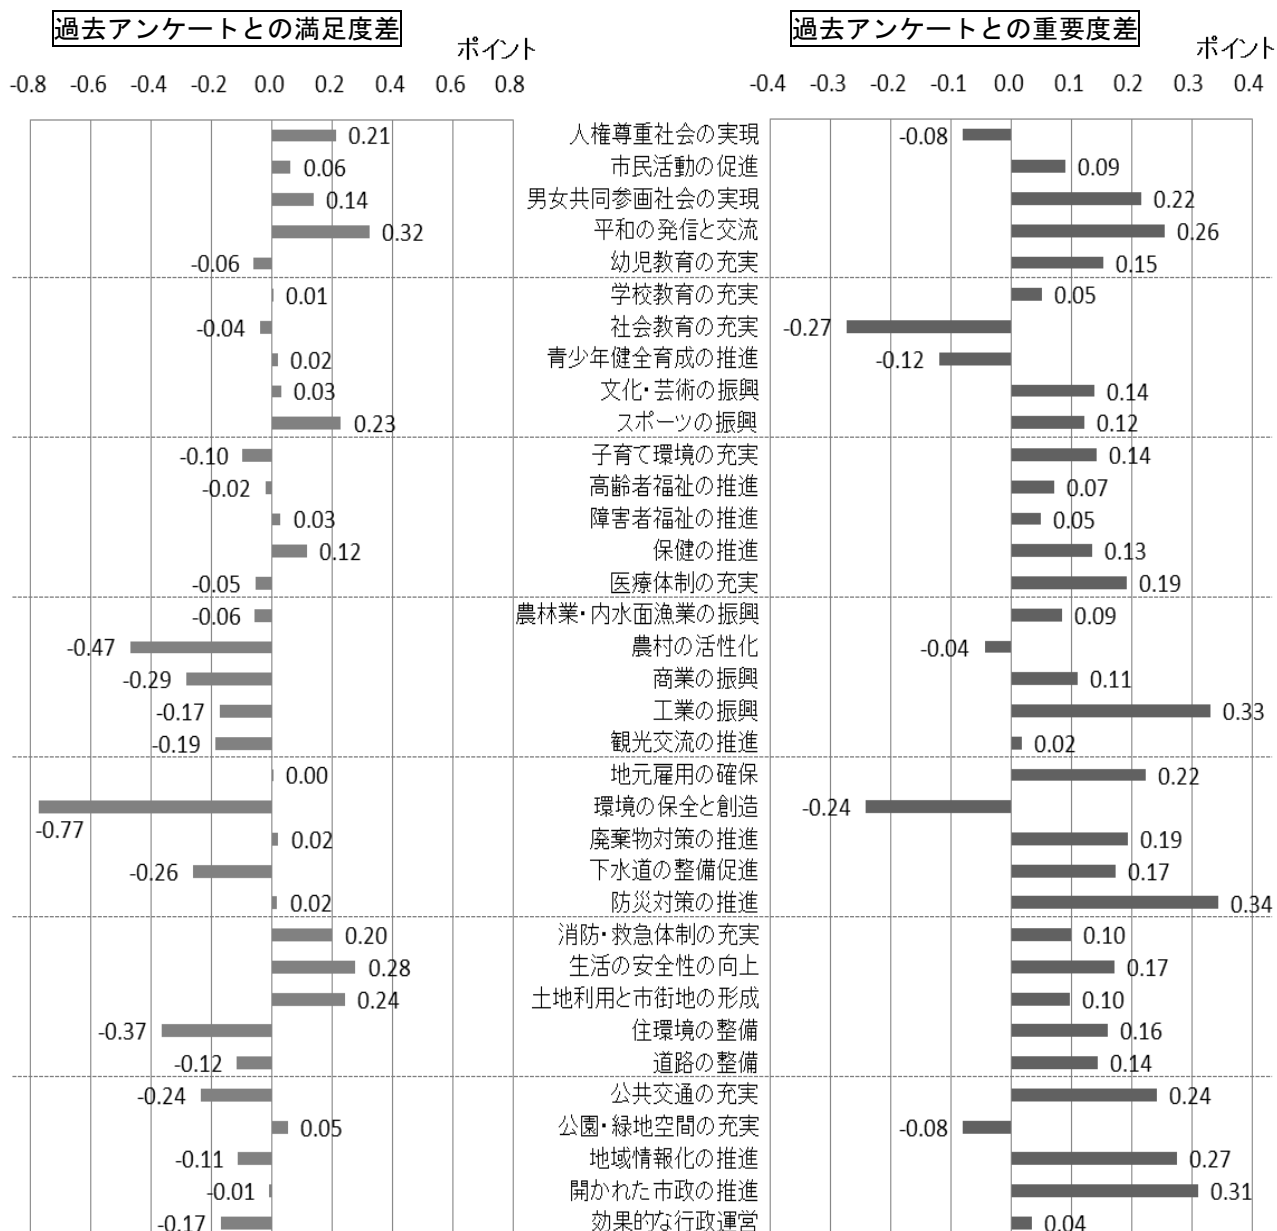 過去アンケートとの満足度差 過去アンケートとの重要度差
ポイント ポイント
-0.8 -0.6 -0.4 -0.2 0.0 0.2 0.4 0.6 0.8 -0.4 -0.3 -0.2 -0.1 0.0 0.1 0.2 0.3 0.4
0.21 人権尊重社会の実現 -0.08
0.06 市民活動の促進 0.09
0.14 男女共同参画社会の実現 0.22
0.32 平和の発信と交流 0.26
-0.06 幼児教育の充実 0.15
0.01 学校教育の充実 0.05
-0.04 社会教育の充実 -0.27
0.02 青少年健全育成の推進 -0.12
0.03 文化・芸術の振興 0.14
0.23 スポーツの振興 0.12
-0.10 子育て環境の充実 0.14
-0.02 高齢者福祉の推進 0.07
0.03 障害者福祉の推進 0.05
0.12 保健の推進 0.13
-0.05 医療体制の充実 0.19
-0.06 農林業・内水面漁業の振興 0.09
-0.47 農村の活性化 -0.04
-0.29 商業の振興 0.11
-0.17 工業の振興 0.33
-0.19 観光交流の推進 0.02
0.00 地元雇用の確保 0.22
-0.77 環境の保全と創造 -0.24
0.02 廃棄物対策の推進 0.19
-0.26 下水道の整備促進 0.17
0.02 防災対策の推進 0.34
0.20 消防・救急体制の充実 0.10
0.28 生活の安全性の向上 0.17
0.24 土地利用と市街地の形成 0.10
-0.37 住環境の整備 0.16
-0.12 道路の整備 0.14
-0.24 公共交通の充実 0.24
0.05 公園・緑地空間の充実 -0.08
-0.11 地域情報化の推進 0.27
-0.01 開かれた市政の推進 0.31
-0.17 効果的な行政運営 0.04